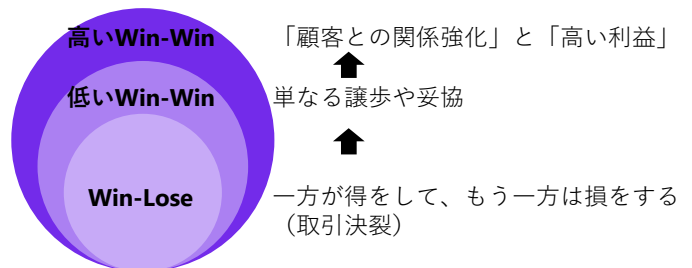 高いWin-Win 「顧客との関係強化」と「高い利益」
低いWin-Win 単なる譲歩や妥協
Win-Lose 一方が得をして、もう一方は損をする
（取引決裂）